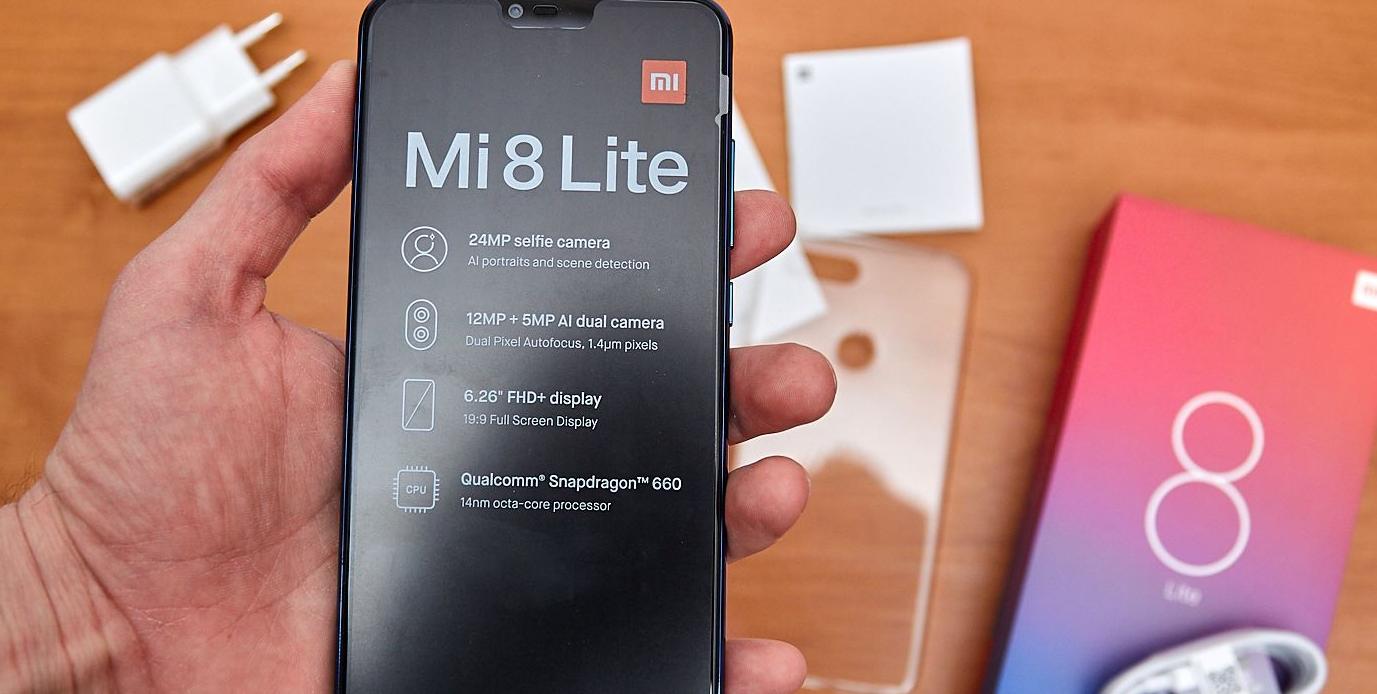 mi
Mi 8 Lite
24MP selfie camera
AI portraits and scene detection
12MP + 5MP AI dual camera
Dual Pixel Autofocus, 1.4μm pixels
6.26" FHD+ display
19:9 Full Screen Display
CPU
Qualcomm® Snapdragon™ 660
14nm octa-core processor
8
Lite